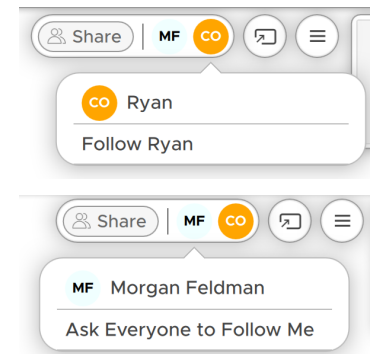 Share MF CO
CO Ryan
Follow Ryan
Share MF CO
MF Morgan Feldman
Ask Everyone to Follow Me